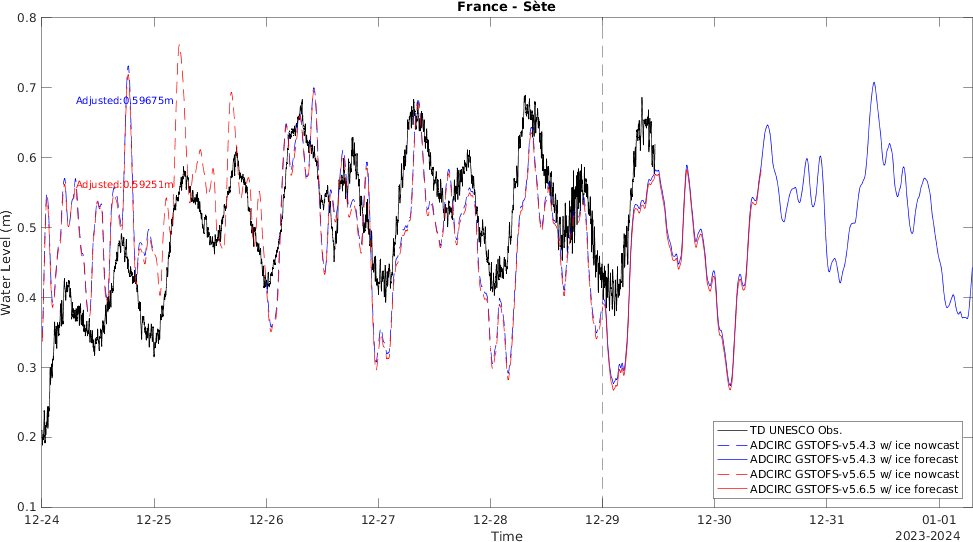 France - Sète
Water Level (m)
0.8
0.7
0.6
0.5
0.4
0.3
0.2
0.1
Adjusted:0.59675m
Adjusted:0.59251m
TD UNESCO Obs.
ADCIRC GSTOFS-v5.4.3 w/ ice nowcast
ADCIRC GSTOFS-v5.4.3 w/ ice forecast
ADCIRC GSTOFS-v5.6.5 w/ ice nowcast
ADCIRC GSTOFS-v5.6.5 w/ ice forecast
12-24 12-25 12-26 12-27 12-28 12-29 12-30 12-31 01-01
Time
2023-2024